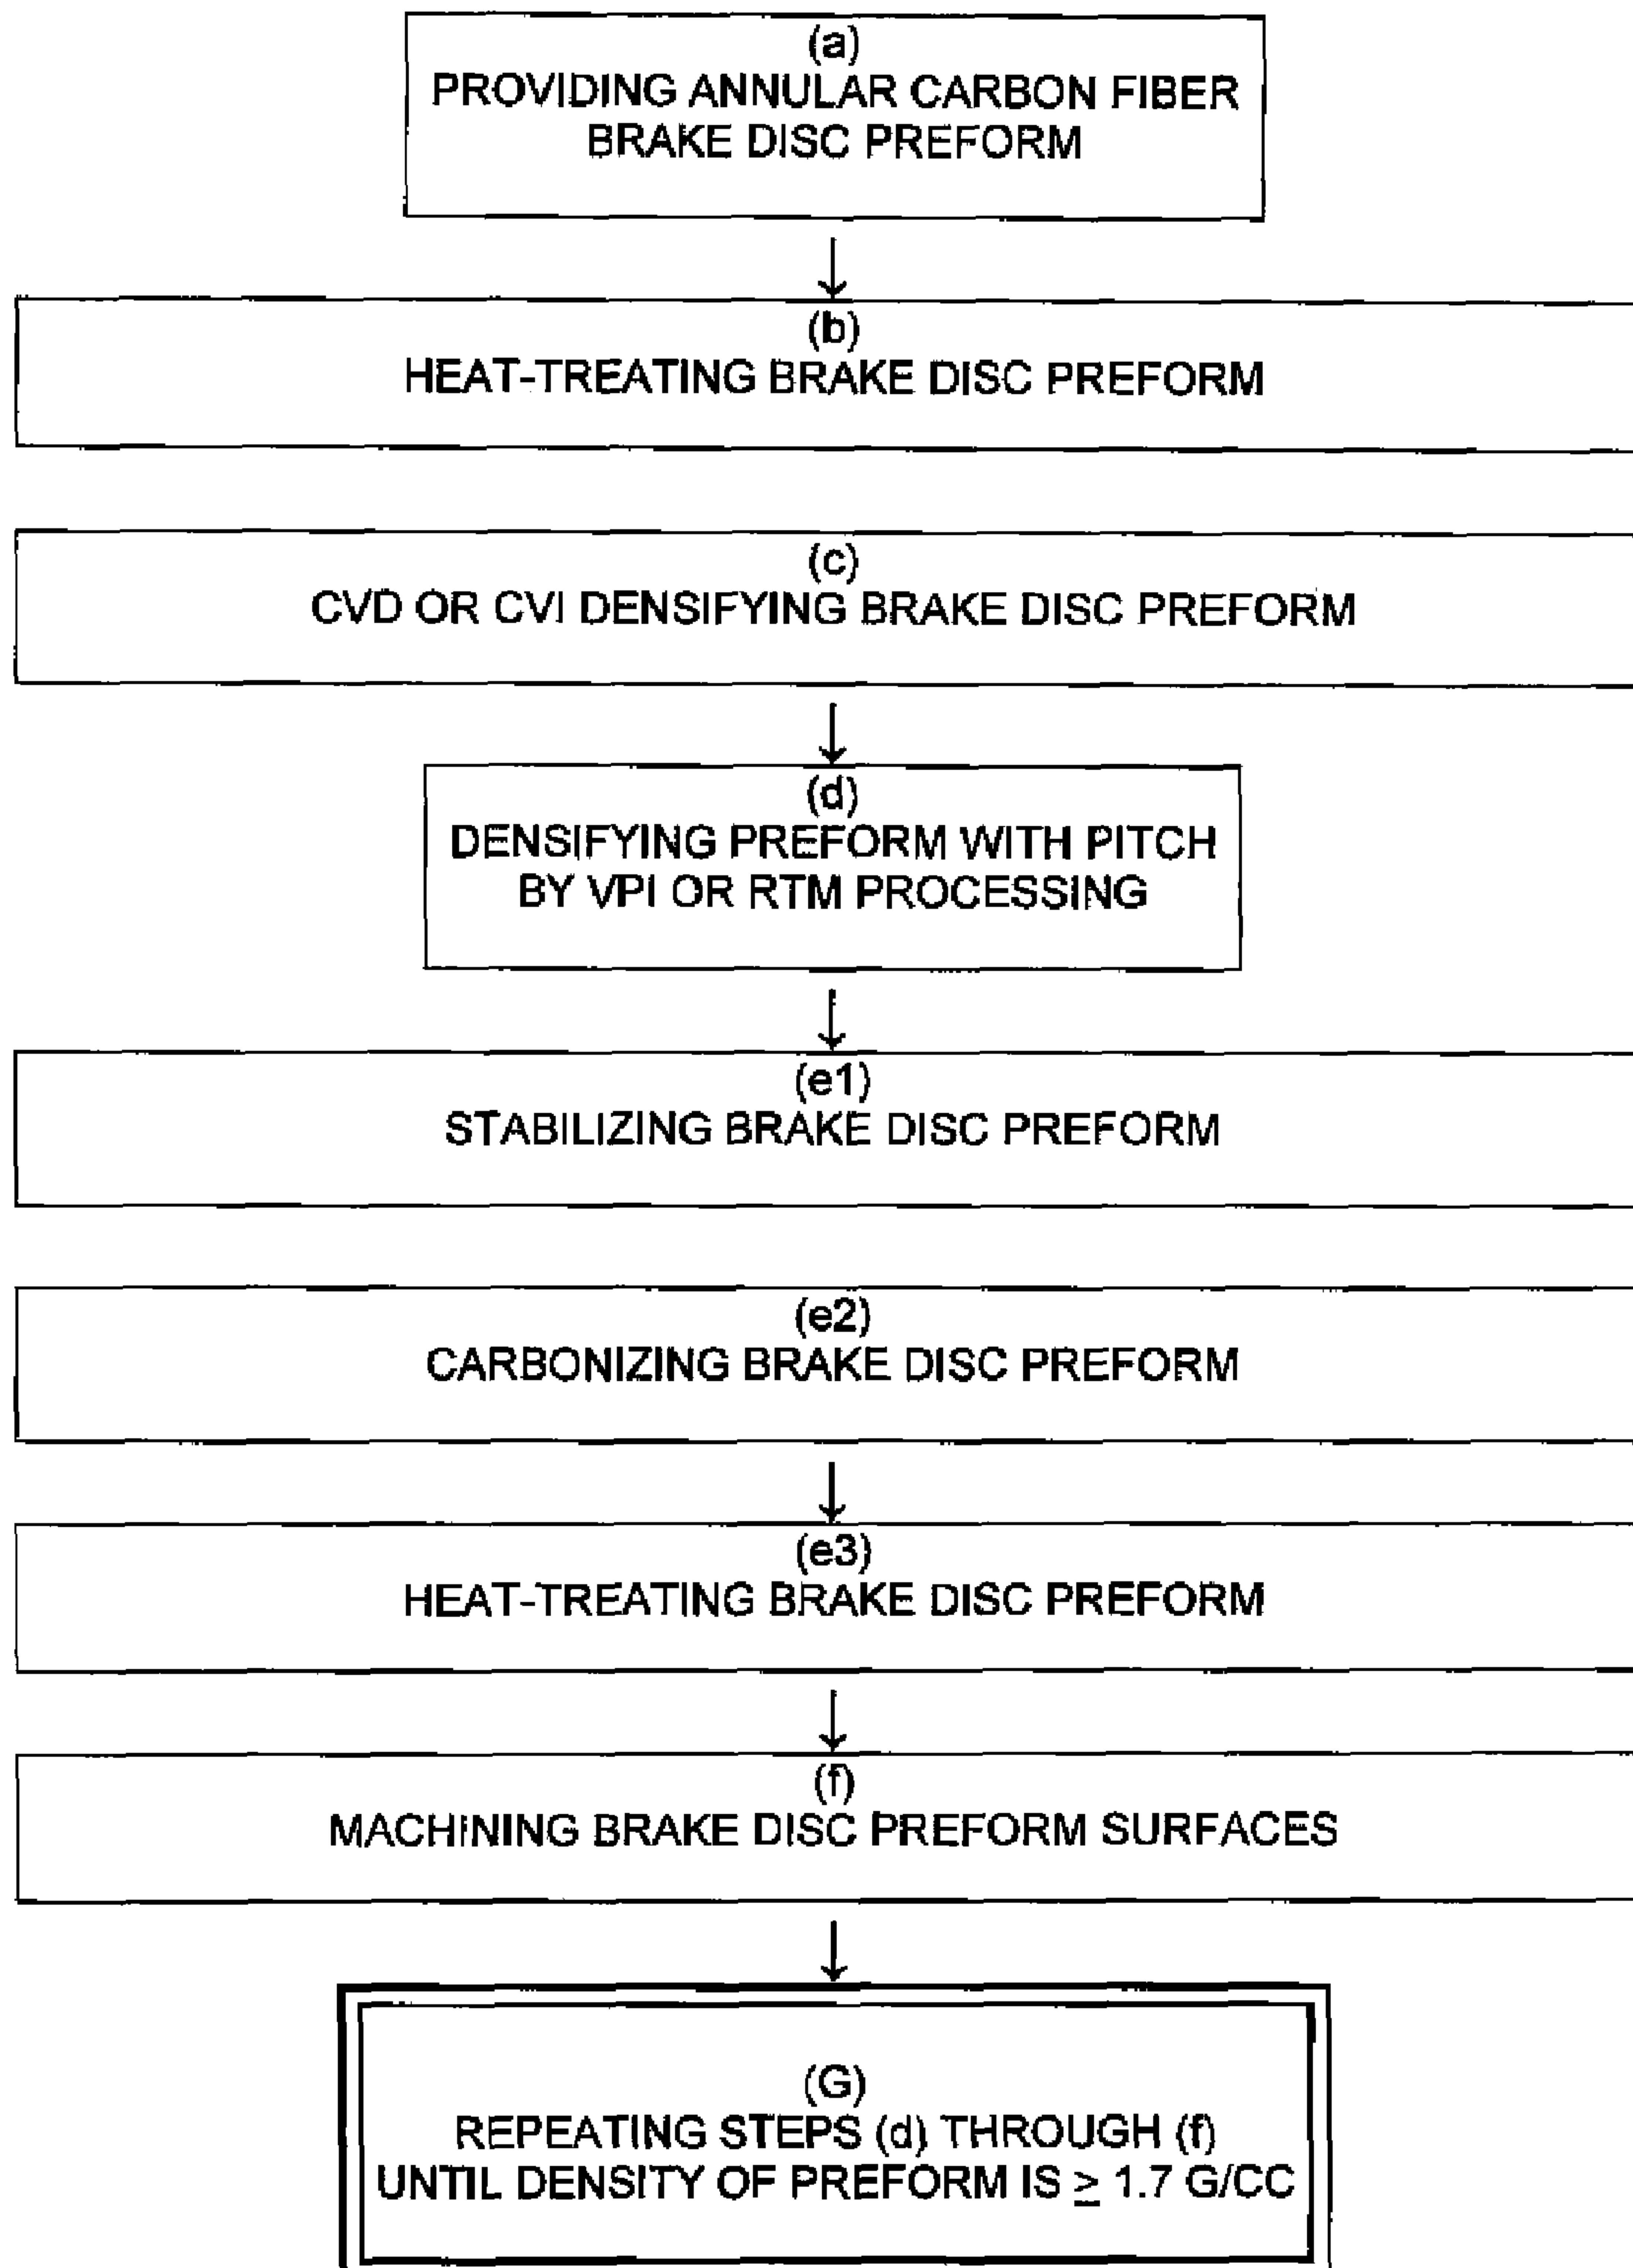 (a)
PROVIDING ANNULAR CARBON FIBER
BRAKE DISC PREFORM
(b)
HEAT-TREATING BRAKE DISC PREFORM
(c)
CVD OR CVI DENSIFYING BRAKE DISC PREFORM
(d)
DENSIFYING PREFORM WITH PITCH
BY VPI OR RTM PROCESSING
(e1)
STABILIZING BRAKE DISC PREFORM
(e2)
CARBONIZING BRAKE DISC PREFORM
(e3)
HEAT-TREATING BRAKE DISC PREFORM
(f)
MACHINING BRAKE DISC PREFORM SURFACES
(G)
REPEATING STEPS (d) THROUGH (f)
UNTIL DENSITY OF PREFORM IS ≥ 1.7 G/CC